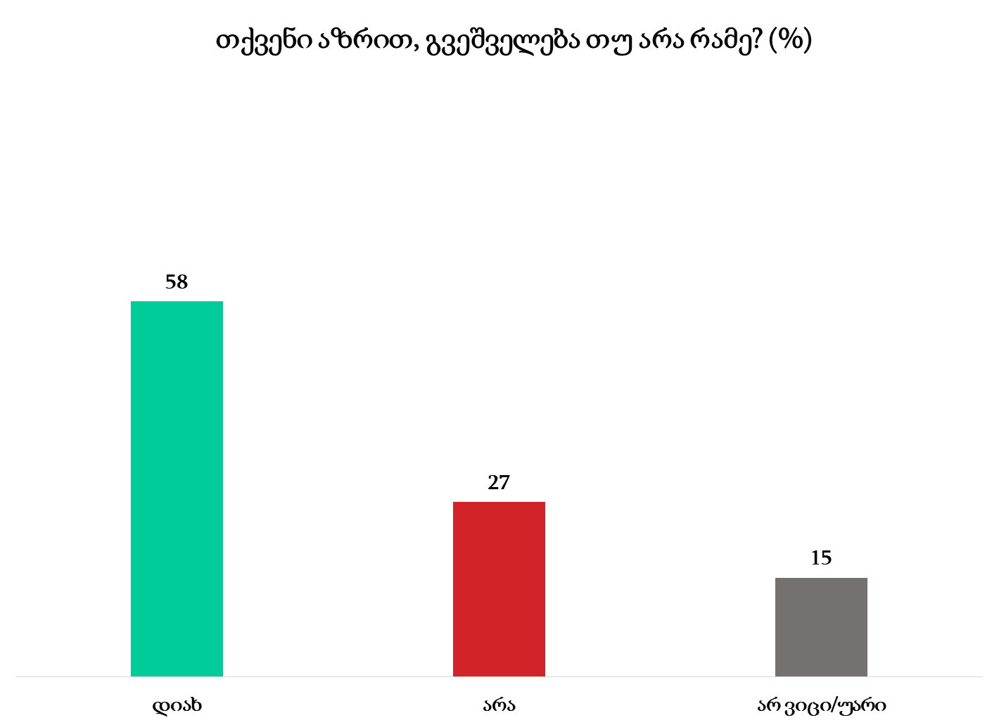 თქვენი აზრით, გვეშველება თუ არა რამე? (%)
58
27
15
დიახ
არა
არ ვიცი/უარი